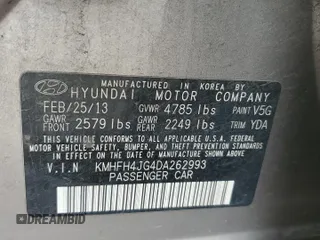 MANUFACTURED IN KOREA BY
HYUNDAI MOTOR COMPANY
FEB/25/13 GVWR 4785 lbs PAINT V5G
GAWR FRONT 2579 lbs GAWR REAR 2249 lbs TRIM YDA
THIS VEHICLE CONFORMS TO ALL APPLICABLE U.S. FEDERAL
MOTOR VEHICLE SAFETY, BUMPER, AND THEFT PREVENTION
STANDARDS IN EFFECT ON THE DATE OF MANUFACTURE SHOWN ABOVE.
V.I.N KMHFH4JG4DA262993
PASSENGER CAR